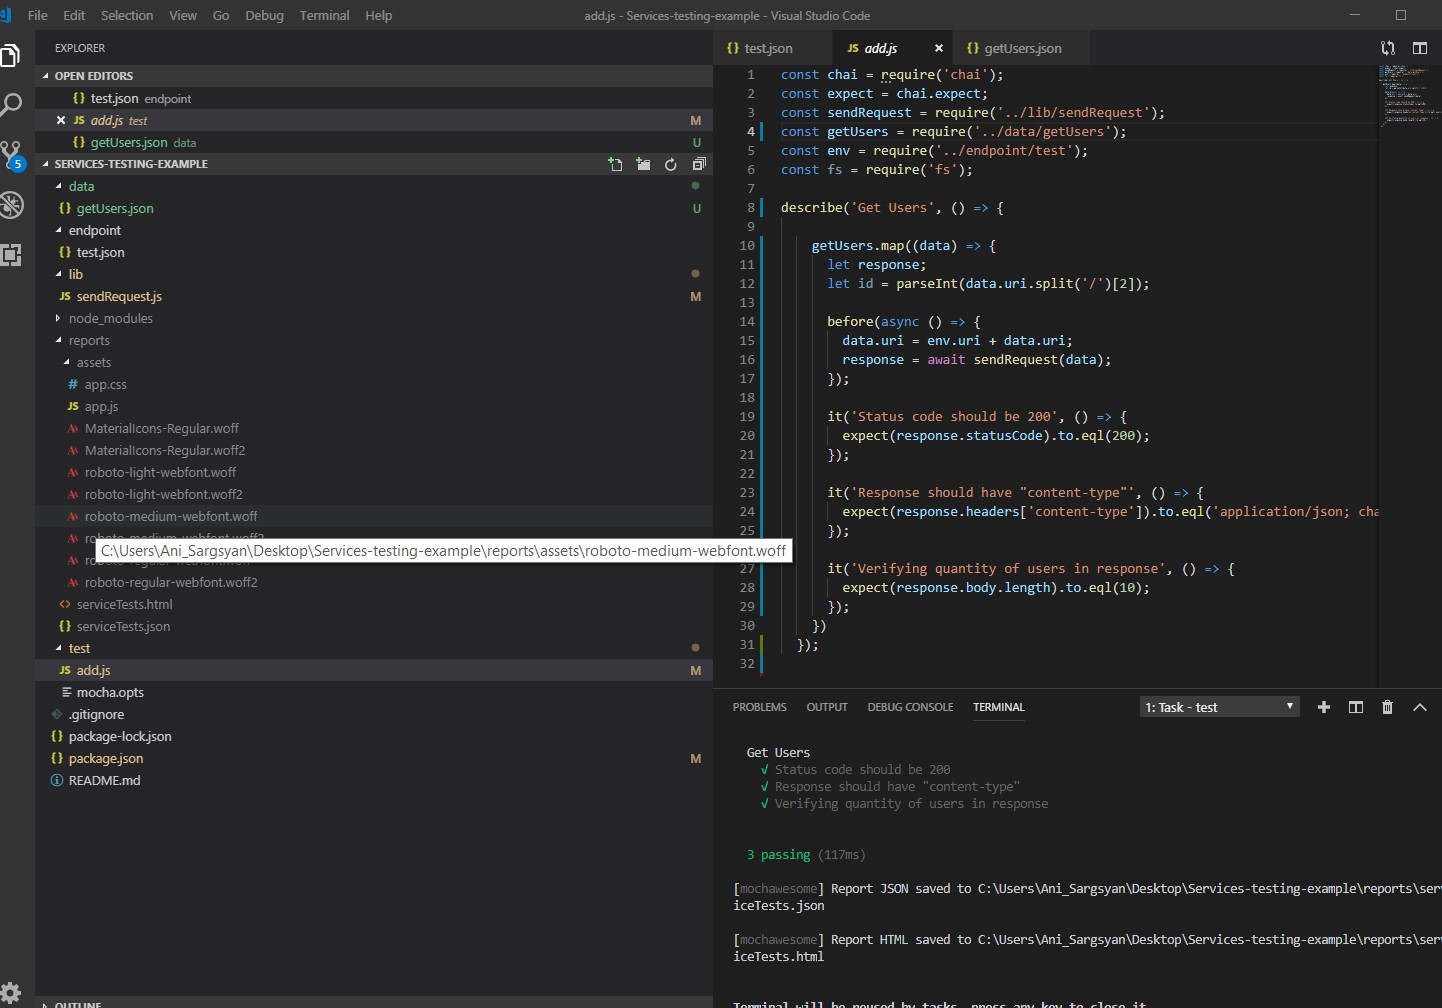 File Edit Selection View Go Debug Terminal Help
add.js - Services-testing-example - Visual Studio Code
EXPLORER
OPEN EDITORS
{} test.json endpoint
JS add.js test M
{} getUsers.json data U
SERVICES-TESTING-EXAMPLE
5
data
{} getUsers.json U
endpoint
{} test.json
lib
JS sendRequest.js M
node_modules
reports
assets
# app.css
JS app.js
MaterialIcons-Regular.woff
MaterialIcons-Regular.woff2
roboto-light-webfont.woff
roboto-light-webfont.woff2
roboto-medium-webfont.woff
C:\Users\Ani_Sargsyan\Desktop\Services-testing-example\reports\assets\roboto-medium-webfont.woff
roboto-regular-webfont.woff2
<> serviceTests.html
{} serviceTests.json
test
JS add.js M
mocha.opts
.gitignore
{} package-lock.json
{} package.json M
README.md
OUTLINE
{} test.json
JS add.js
{} getUsers.json
1 const chai = require('chai');
2 const expect = chai.expect;
3 const sendRequest = require('../lib/sendRequest');
4 const getUsers = require('../data/getUsers');
5 const env = require('../endpoint/test');
6 const fs = require('fs');
7
8 describe('Get Users', () => {
9
10 getUsers.map((data) => {
11 let response;
12 let id = parseInt(data.uri.split('/')[2]);
13
14 before(async () => {
15 data.uri = env.uri + data.uri;
16 response = await sendRequest(data);
17 });
18
19 it('Status code should be 200', () => {
20 expect(response.statusCode).to.eql(200);
21 });
22
23 it('Response should have "content-type"', () => {
24 expect(response.headers['content-type']).to.eql('application/json; cha
25 });
27 it('Verifying quantity of users in response', () => {
28 expect(response.body.length).to.eql(10);
29 });
30 })
31 });
32
PROBLEMS OUTPUT DEBUG CONSOLE TERMINAL
1: Task - test
Get Users
√ Status code should be 200
√ Response should have "content-type"
√ Verifying quantity of users in response
3 passing (117ms)
[mochawesome] Report JSON saved to C:\Users\Ani_Sargsyan\Desktop\Services-testing-example\reports\serv
iceTests.json
[mochawesome] Report HTML saved to C:\Users\Ani_Sargsyan\Desktop\Services-testing-example\reports\serv
iceTests.html
Terminal will be reused by tasks, press any key to close it.